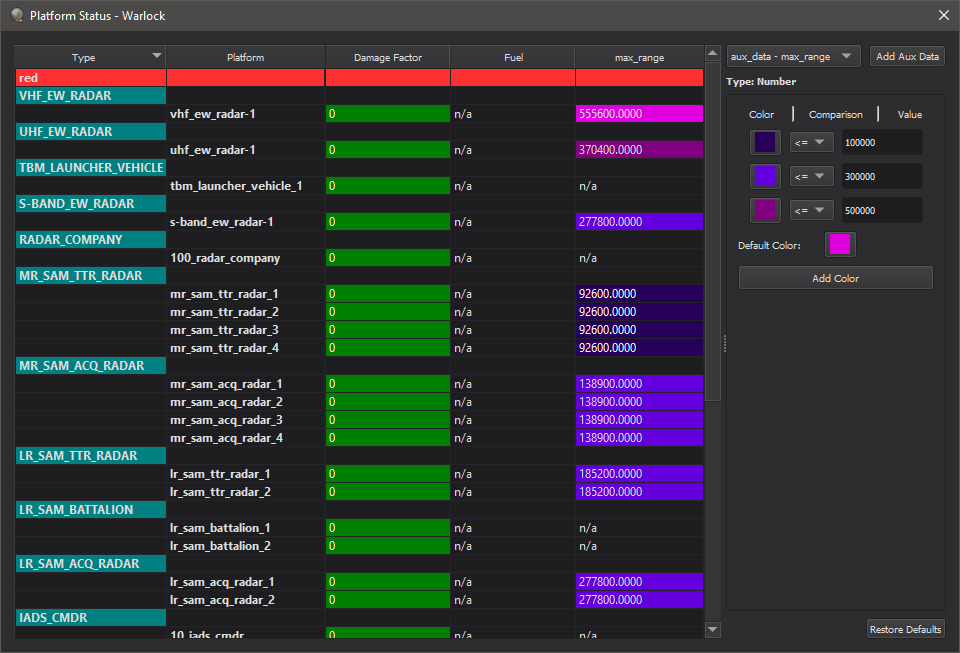 Platform Status - Warlock
Type Platform Damage Factor Fuel max_range
red
VHF_EW_RADAR
vhf_ew_radar-1 0 n/a 555600.0000
UHF_EW_RADAR
uhf_ew_radar-1 0 n/a 370400.0000
TBM_LAUNCHER_VEHICLE
tbm_launcher_vehicle_1 0 n/a n/a
S-BAND_EW_RADAR
s-band_ew_radar-1 0 n/a 277800.0000
RADAR_COMPANY
100_radar_company 0 n/a n/a
MR_SAM_TTR_RADAR
mr_sam_ttr_radar_1 0 n/a 92600.0000
mr_sam_ttr_radar_2 0 n/a 92600.0000
mr_sam_ttr_radar_3 0 n/a 92600.0000
mr_sam_ttr_radar_4 0 n/a 92600.0000
MR_SAM_ACQ_RADAR
mr_sam_acq_radar_1 0 n/a 138900.0000
mr_sam_acq_radar_2 0 n/a 138900.0000
mr_sam_acq_radar_3 0 n/a 138900.0000
mr_sam_acq_radar_4 0 n/a 138900.0000
LR_SAM_TTR_RADAR
lr_sam_ttr_radar_1 0 n/a 185200.0000
lr_sam_ttr_radar_2 0 n/a 185200.0000
LR_SAM_BATTALION
lr_sam_battalion_1 0 n/a n/a
lr_sam_battalion_2 0 n/a n/a
LR_SAM_ACQ_RADAR
lr_sam_acq_radar_1 0 n/a 277800.0000
lr_sam_acq_radar_2 0 n/a 277800.0000
IADS_CMDR
10_iads_cmdr 0 n/a n/a
aux_data - max_range Add Aux Data
Type: Number
Color Comparison Value
<= 100000
<= 300000
<= 500000
Default Color:
Add Color
Restore Defaults